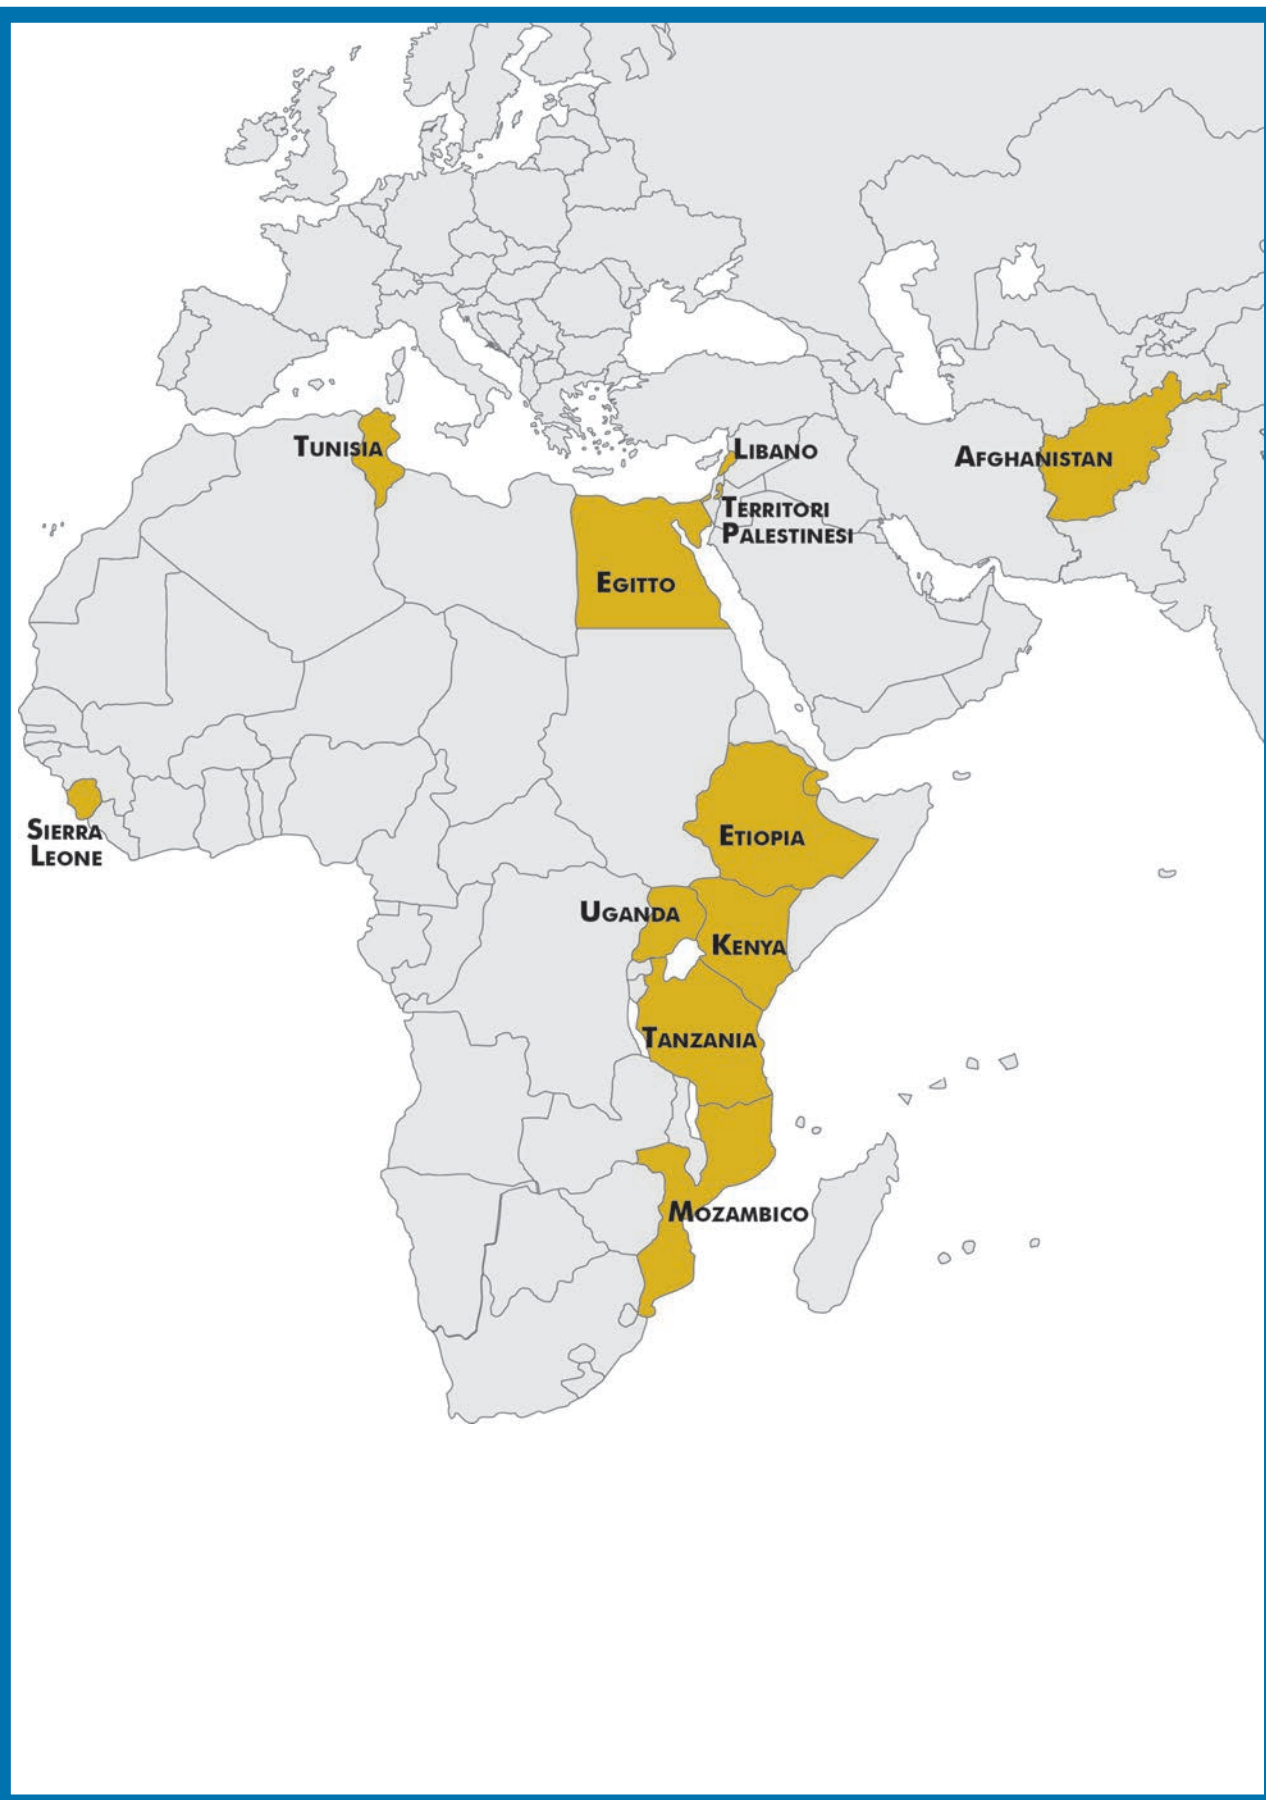 Tunisia
Libano
Afghanistan
Territori
Palestinesi
Egitto
Sierra
Leone
Etiopia
Uganda
Kenya
Tanzania
Mozambico